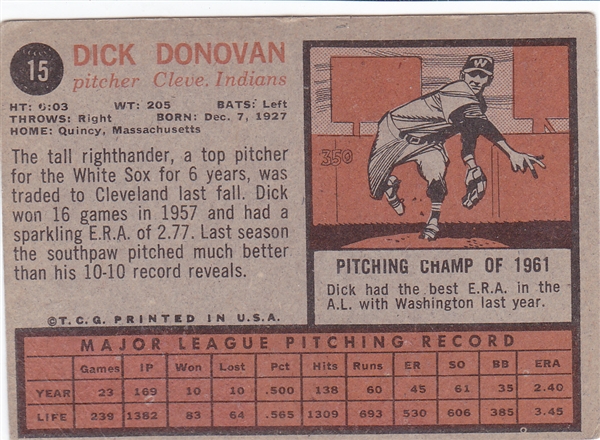 15
DICK DONOVAN
pitcher Cleve. Indians
HT: 6:03 WT: 205 BATS: Left
THROWS: Right BORN: Dec. 7, 1927
HOME: Quincy, Massachusetts
The tall righthander, a top pitcher
for the White Sox for 6 years, was
traded to Cleveland last fall. Dick
won 16 games in 1957 and had a
sparkling E.R.A. of 2.77. Last season
the southpaw pitched much better
than his 10-10 record reveals.
©T.C.G. PRINTED IN U.S.A.
W
350
PITCHING CHAMP OF 1961
Dick had the best E.R.A. in the
A.L. with Washington last year.
MAJOR LEAGUE PITCHING RECORD
Games IP Won Lost Pct Hits Runs ER SO BB ERA
YEAR 23 169 10 10 .500 138 60 45 61 35 2.40
LIFE 239 1382 83 64 .565 1309 693 530 606 385 3.45